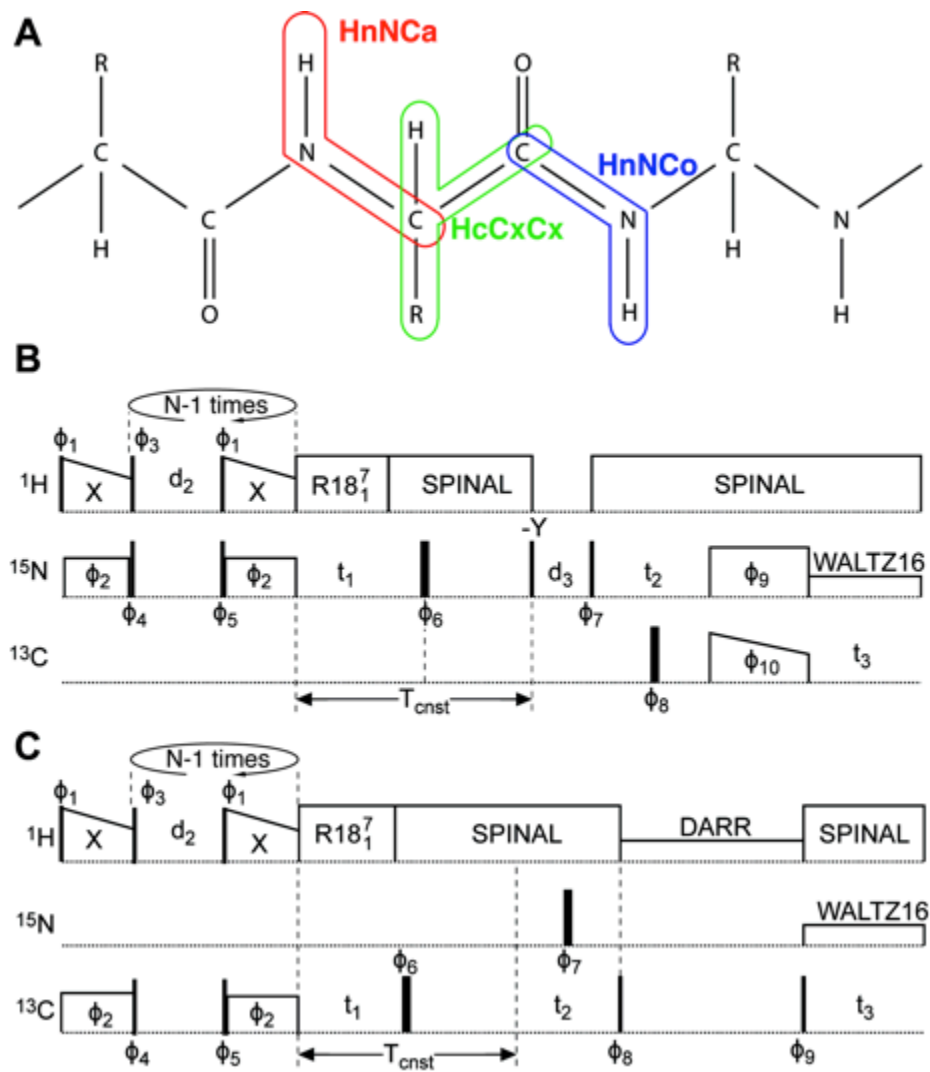 A
HnNCa
R H O R
H
C N C HnNCo C
C C N N
HcCxCx
H H
O R H H
B
N-1 times
ϕ1 ϕ3 ϕ1
1H X d2 X R18 7 1 SPINAL SPINAL
-Y
15N ϕ2 ϕ2 t1 d3 t2 ϕ9 WALTZ16
ϕ4 ϕ5 ϕ6 ϕ7
13C ϕ10 t3
Tcnst ϕ8
C
N-1 times
ϕ1 ϕ3 ϕ1
1H X d2 X R18 7 1 SPINAL DARR SPINAL
15N WALTZ16
ϕ6 ϕ7
13C ϕ2 ϕ2 t1 t2 t3
ϕ4 ϕ5 Tcnst ϕ8 ϕ9